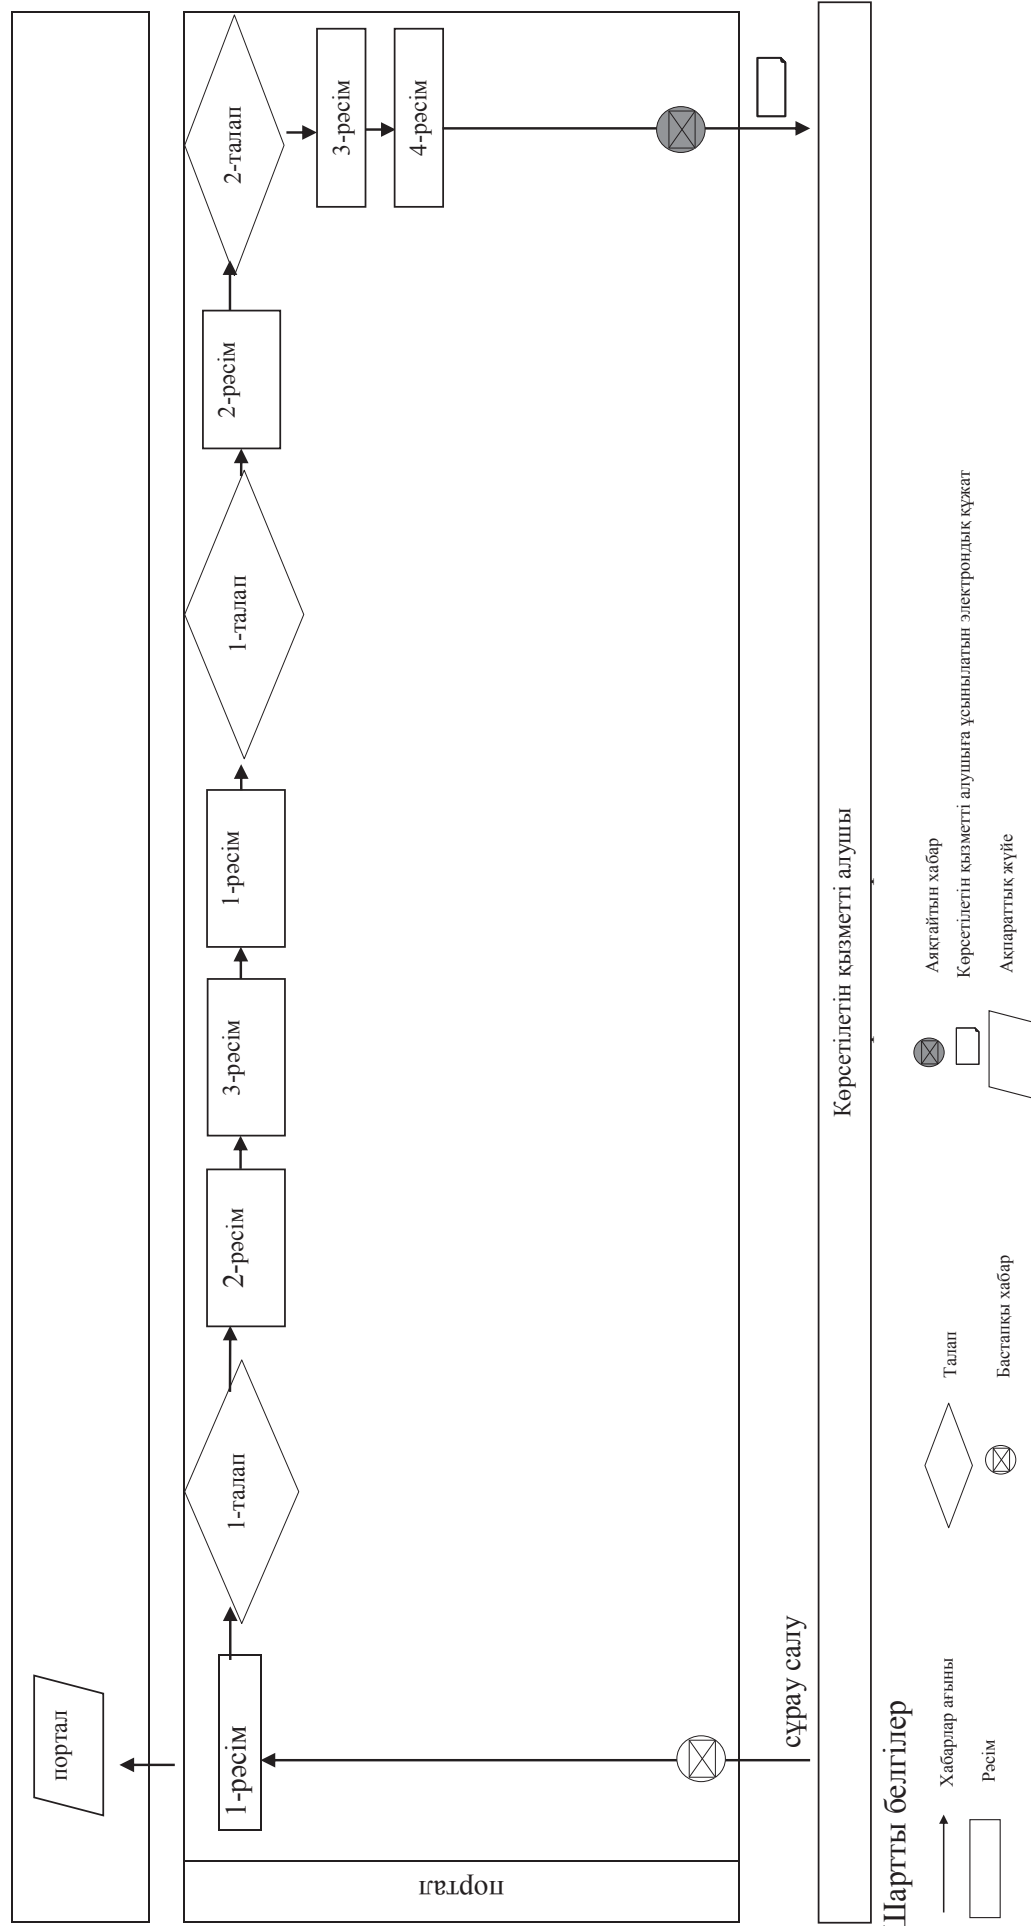 портал
портал
1-рәсім
1-талап
2-рәсім
3-рәсім
1-рәсім
1-талап
2-рәсім
2-талап
3-рәсім
4-рәсім
сұрау салу
Көрсетілетін қызметті алушы
Шартты белгілер
Хабарлар ағыны
Рәсім
Талап
Бастапқы хабар
Аяқтайтын хабар
Көрсетілетін қызметті алушыға ұсынылатын электрондық құжат
Ақпараттық жүйе